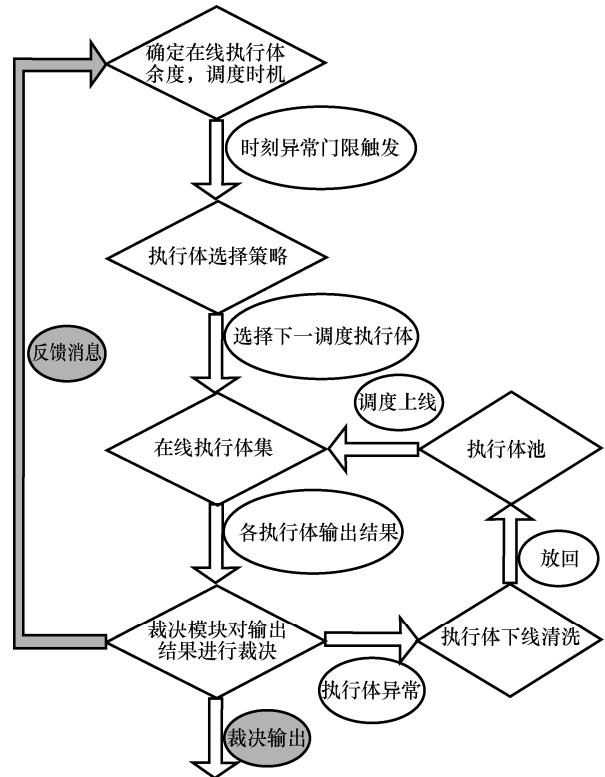 确定在线执行体
余度，调度时机
时刻异常门限触发
执行体选择策略
选择下一调度执行体
反馈消息
调度上线
在线执行体集
执行体池
各执行体输出结果
放回
裁决模块对输出
结果进行裁决
执行体下线清洗
执行体异常
裁决输出